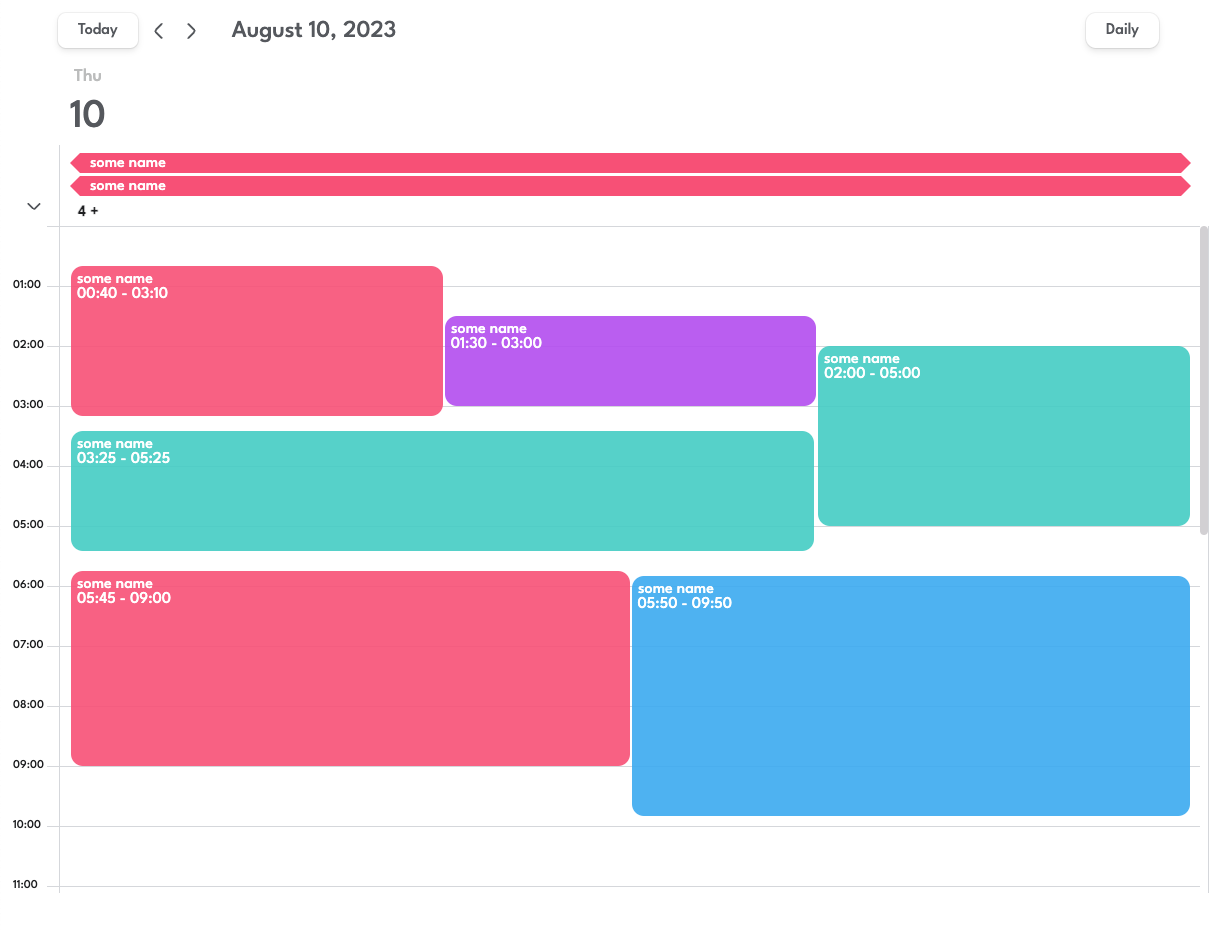 Today
August 10, 2023
Daily
Thu
10
some name
some name
4 +
01:00
02:00
03:00
04:00
05:00
06:00
07:00
08:00
09:00
10:00
11:00
some name
00:40 - 03:10
some name
01:30 - 03:00
some name
02:00 - 05:00
some name
03:25 - 05:25
some name
05:45 - 09:00
some name
05:50 - 09:50